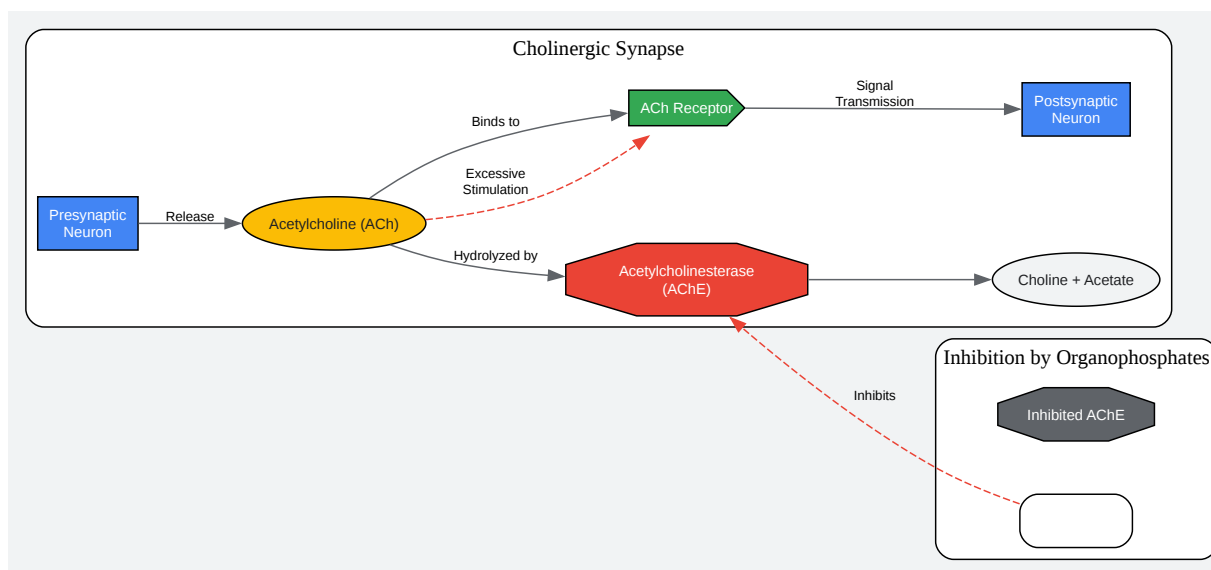 Cholinergic Synapse
Signal
Transmission
ACh Receptor
Postsynaptic
Neuron
Binds to
Excessive
Stimulation
Presynaptic
Neuron
Release
Acetylcholine (ACh)
Hydrolyzed by
Acetylcholinesterase
(AChE)
Choline + Acetate
Inhibition by Organophosphates
Inhibits
Inhibited AChE